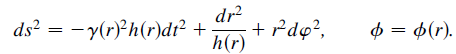 ds² = −γ(r)²h(r)dt² + dr²/h(r) + r²dφ²,  ϕ = ϕ(r).